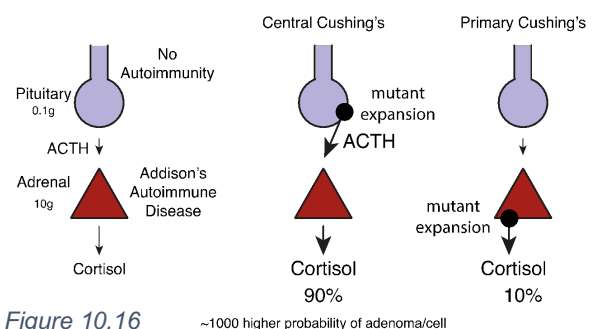 Central Cushing's
Primary Cushing's
No
Autoimmunity
Pituitary
0.1g
ACTH
Adrenal
10g
Addison's
Autoimmune
Disease
Cortisol
mutant
expansion
ACTH
Cortisol
90%
mutant
expansion
Cortisol
10%
Figure 10.16
~1000 higher probability of adenoma/cell